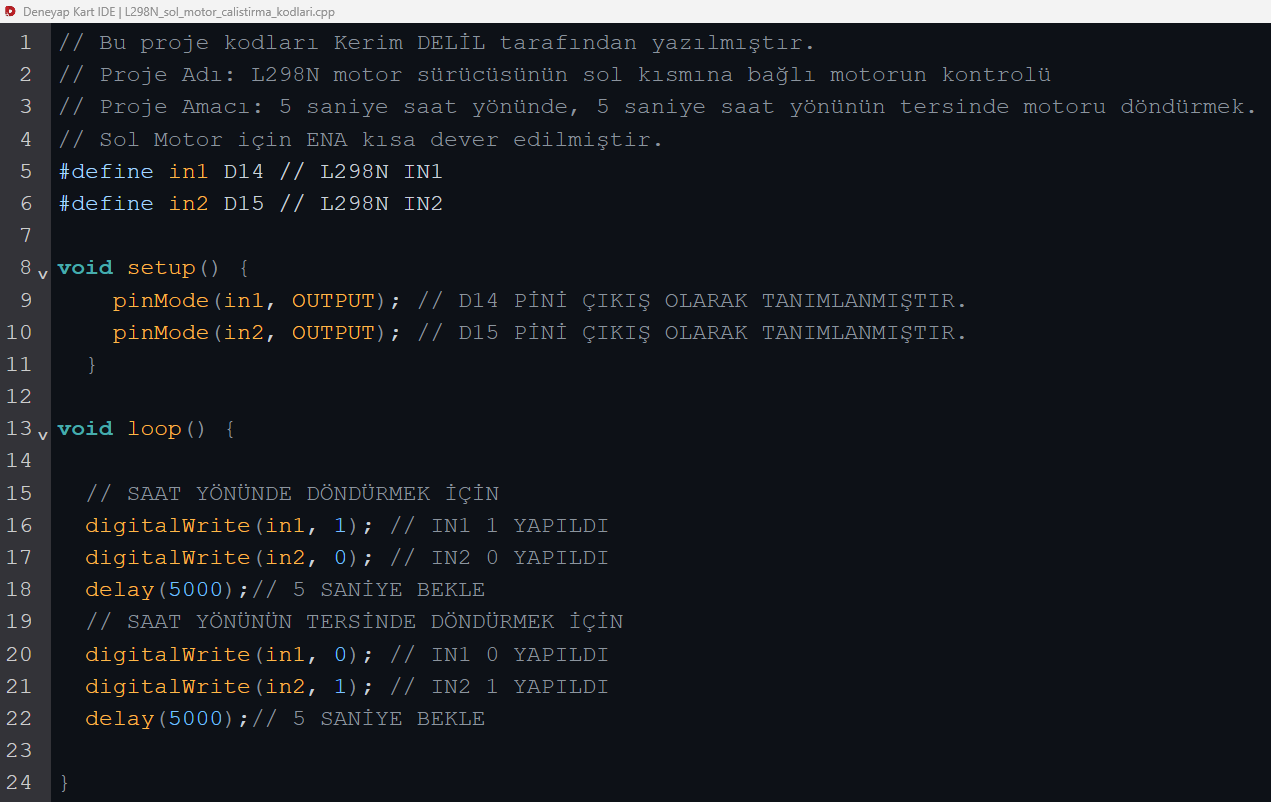 Deneyap Kart IDE | L298N_sol_motor_calistirma_kodlari.cpp
1 // Bu proje kodları Kerim DELİL tarafından yazılmıştır.
2 // Proje Adı: L298N motor sürücüsünün sol kısmına bağlı motorun kontrolü
3 // Proje Amacı: 5 saniye saat yönünde, 5 saniye saat yönünün tersinde motoru döndürmek.
4 // Sol Motor için ENA kısa dever edilmiştir.
5 #define in1 D14 // L298N IN1
6 #define in2 D15 // L298N IN2
7
8 void setup() {
9 pinMode(in1, OUTPUT); // D14 PİNİ ÇIKIŞ OLARAK TANIMLANMIŞTIR.
10 pinMode(in2, OUTPUT); // D15 PİNİ ÇIKIŞ OLARAK TANIMLANMIŞTIR.
11 }
12
13 void loop() {
14
15 // SAAT YÖNÜNDE DÖNDÜRMEK İÇİN
16 digitalWrite(in1, 1); // IN1 1 YAPILDI
17 digitalWrite(in2, 0); // IN2 0 YAPILDI
18 delay(5000);// 5 SANİYE BEKLE
19 // SAAT YÖNÜNÜN TERSİNDE DÖNDÜRMEK İÇİN
20 digitalWrite(in1, 0); // IN1 0 YAPILDI
21 digitalWrite(in2, 1); // IN2 1 YAPILDI
22 delay(5000);// 5 SANİYE BEKLE
23
24 }